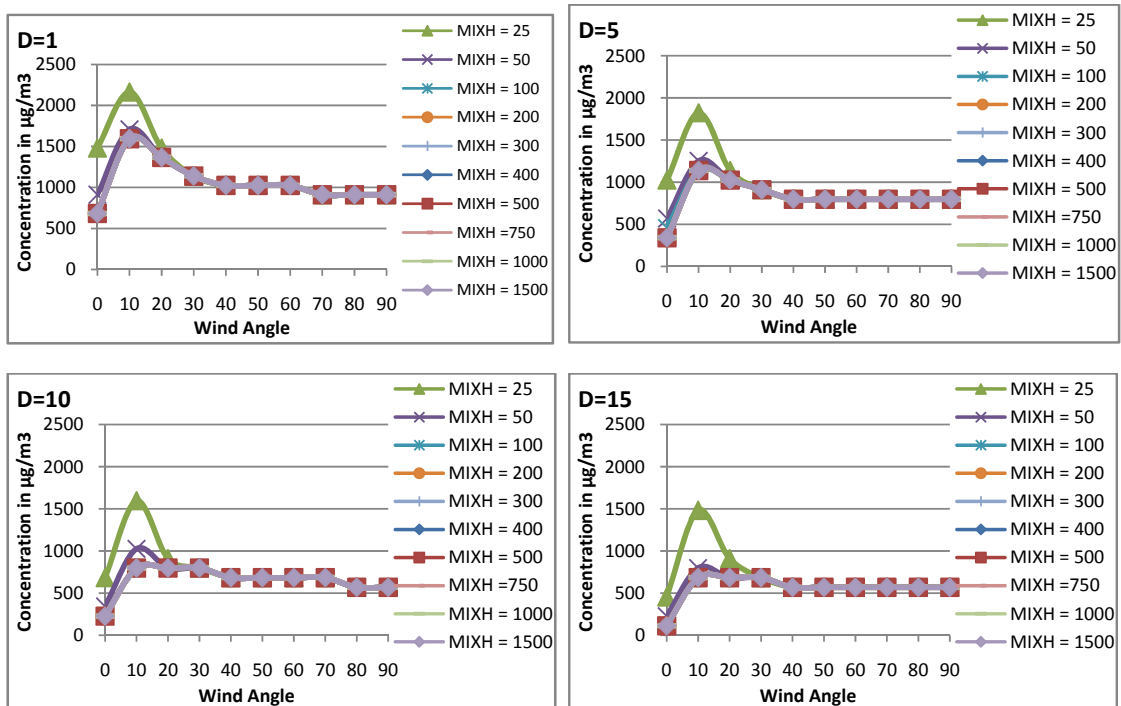 D=1
Concentration in µg/m3
2500
2000
1500
1000
500
0
0 10 20 30 40 50 60 70 80 90
Wind Angle
MIXH = 25
MIXH = 50
MIXH = 100
MIXH = 200
MIXH = 300
MIXH = 400
MIXH = 500
MIXH =750
MIXH = 1000
MIXH = 1500
D=5
Concentration in µg/m3
2500
2000
1500
1000
500
0
0 10 20 30 40 50 60 70 80 90
Wind Angle
MIXH = 25
MIXH = 50
MIXH = 100
MIXH = 200
MIXH = 300
MIXH = 400
MIXH = 500
MIXH =750
MIXH = 1000
MIXH = 1500
D=10
Concentration in µg/m3
2500
2000
1500
1000
500
0
0 10 20 30 40 50 60 70 80 90
Wind Angle
MIXH = 25
MIXH = 50
MIXH = 100
MIXH = 200
MIXH = 300
MIXH = 400
MIXH = 500
MIXH =750
MIXH = 1000
MIXH = 1500
D=15
Concentration in µg/m3
2500
2000
1500
1000
500
0
0 10 20 30 40 50 60 70 80 90
Wind Angle
MIXH = 25
MIXH = 50
MIXH = 100
MIXH = 200
MIXH = 300
MIXH = 400
MIXH = 500
MIXH =750
MIXH = 1000
MIXH = 1500